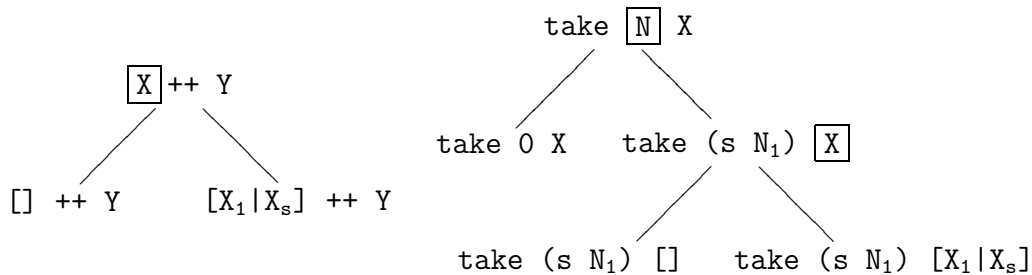 take N X
X ++ Y
take 0 X
take (s N₁) X
[] ++ Y
[X₁|Xₛ] ++ Y
take (s N₁) []
take (s N₁) [X₁|Xₛ]